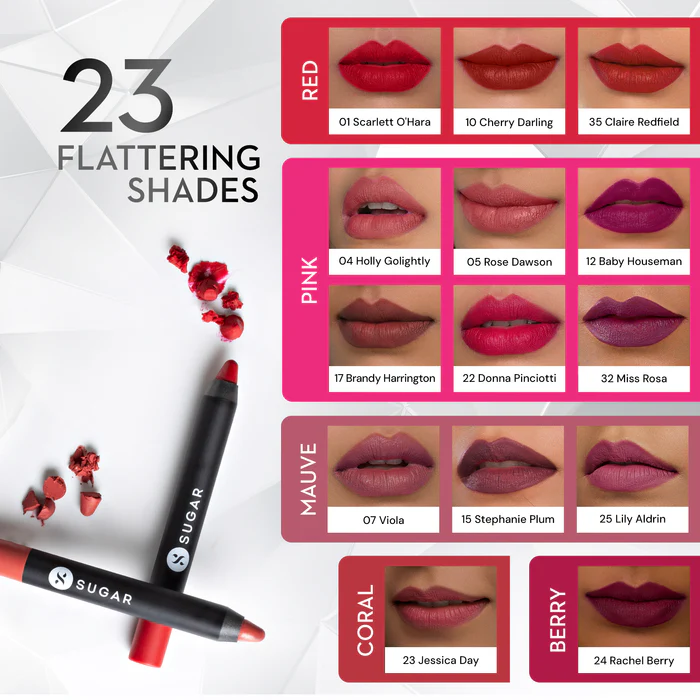 23
FLATTERING
SHADES
RED
01 Scarlett O'Hara
10 Cherry Darling
35 Claire Redfield
PINK
04 Holly Golightly
05 Rose Dawson
12 Baby Houseman
17 Brandy Harrington
22 Donna Pinciotti
32 Miss Rosa
MAUVE
07 Viola
15 Stephanie Plum
25 Lily Aldrin
CORAL
23 Jessica Day
BERRY
24 Rachel Berry
SUGAR
SUGAR